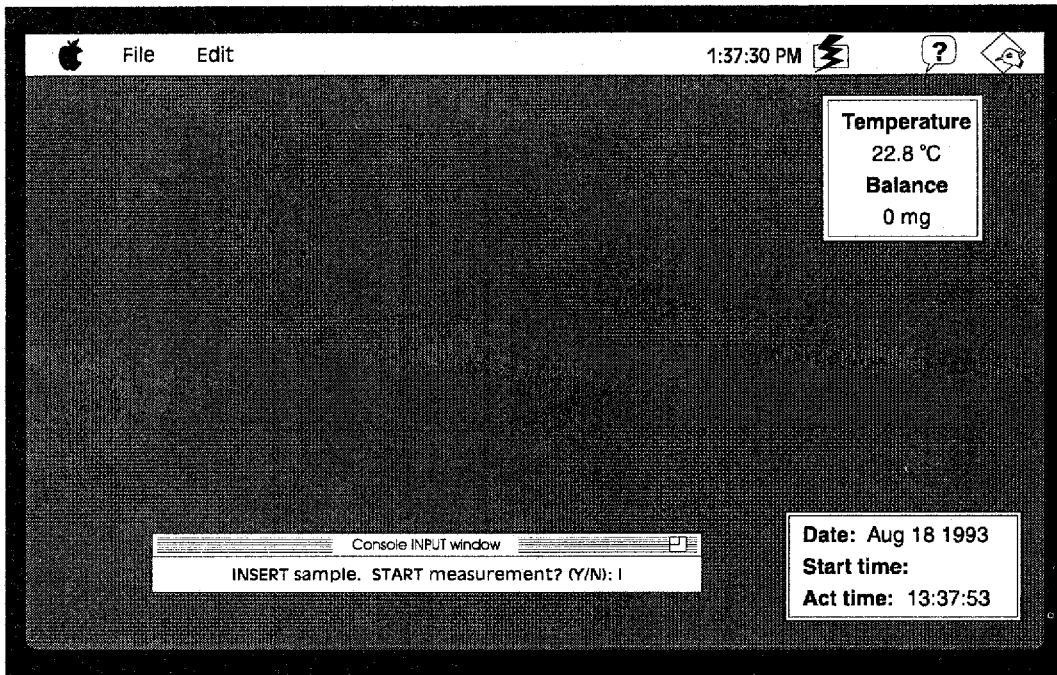 File Edit 1:37:30 PM ?
Temperature
22.8 °C
Balance
0 mg
Console INPUT window
INSERT sample. START measurement? (Y/N): |
Date: Aug 18 1993
Start time:
Act time: 13:37:53